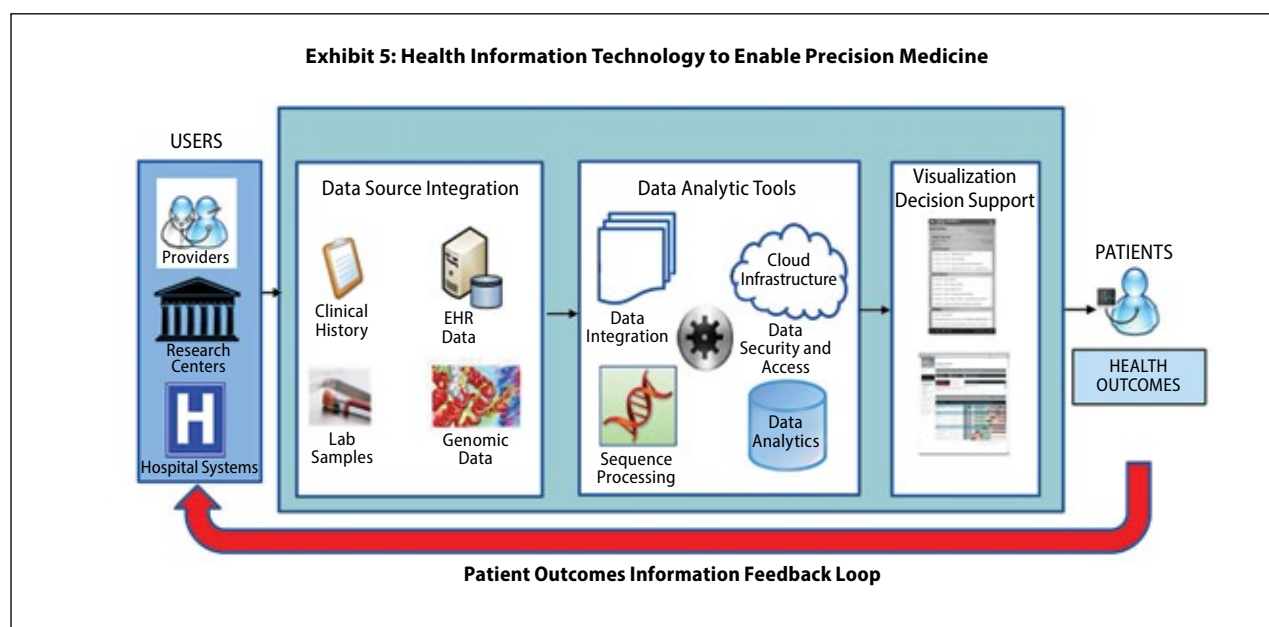 Exhibit 5: Health Information Technology to Enable Precision Medicine
USERS
Providers
Research
Centers
Hospital Systems
Data Source Integration
Clinical
History
EHR
Data
Lab
Samples
Genomic
Data
Data Analytic Tools
Data
Integration
Cloud
Infrastructure
Data
Security and
Access
Sequence
Processing
Data
Analytics
Visualization
Decision Support
PATIENTS
HEALTH
OUTCOMES
Patient Outcomes Information Feedback Loop